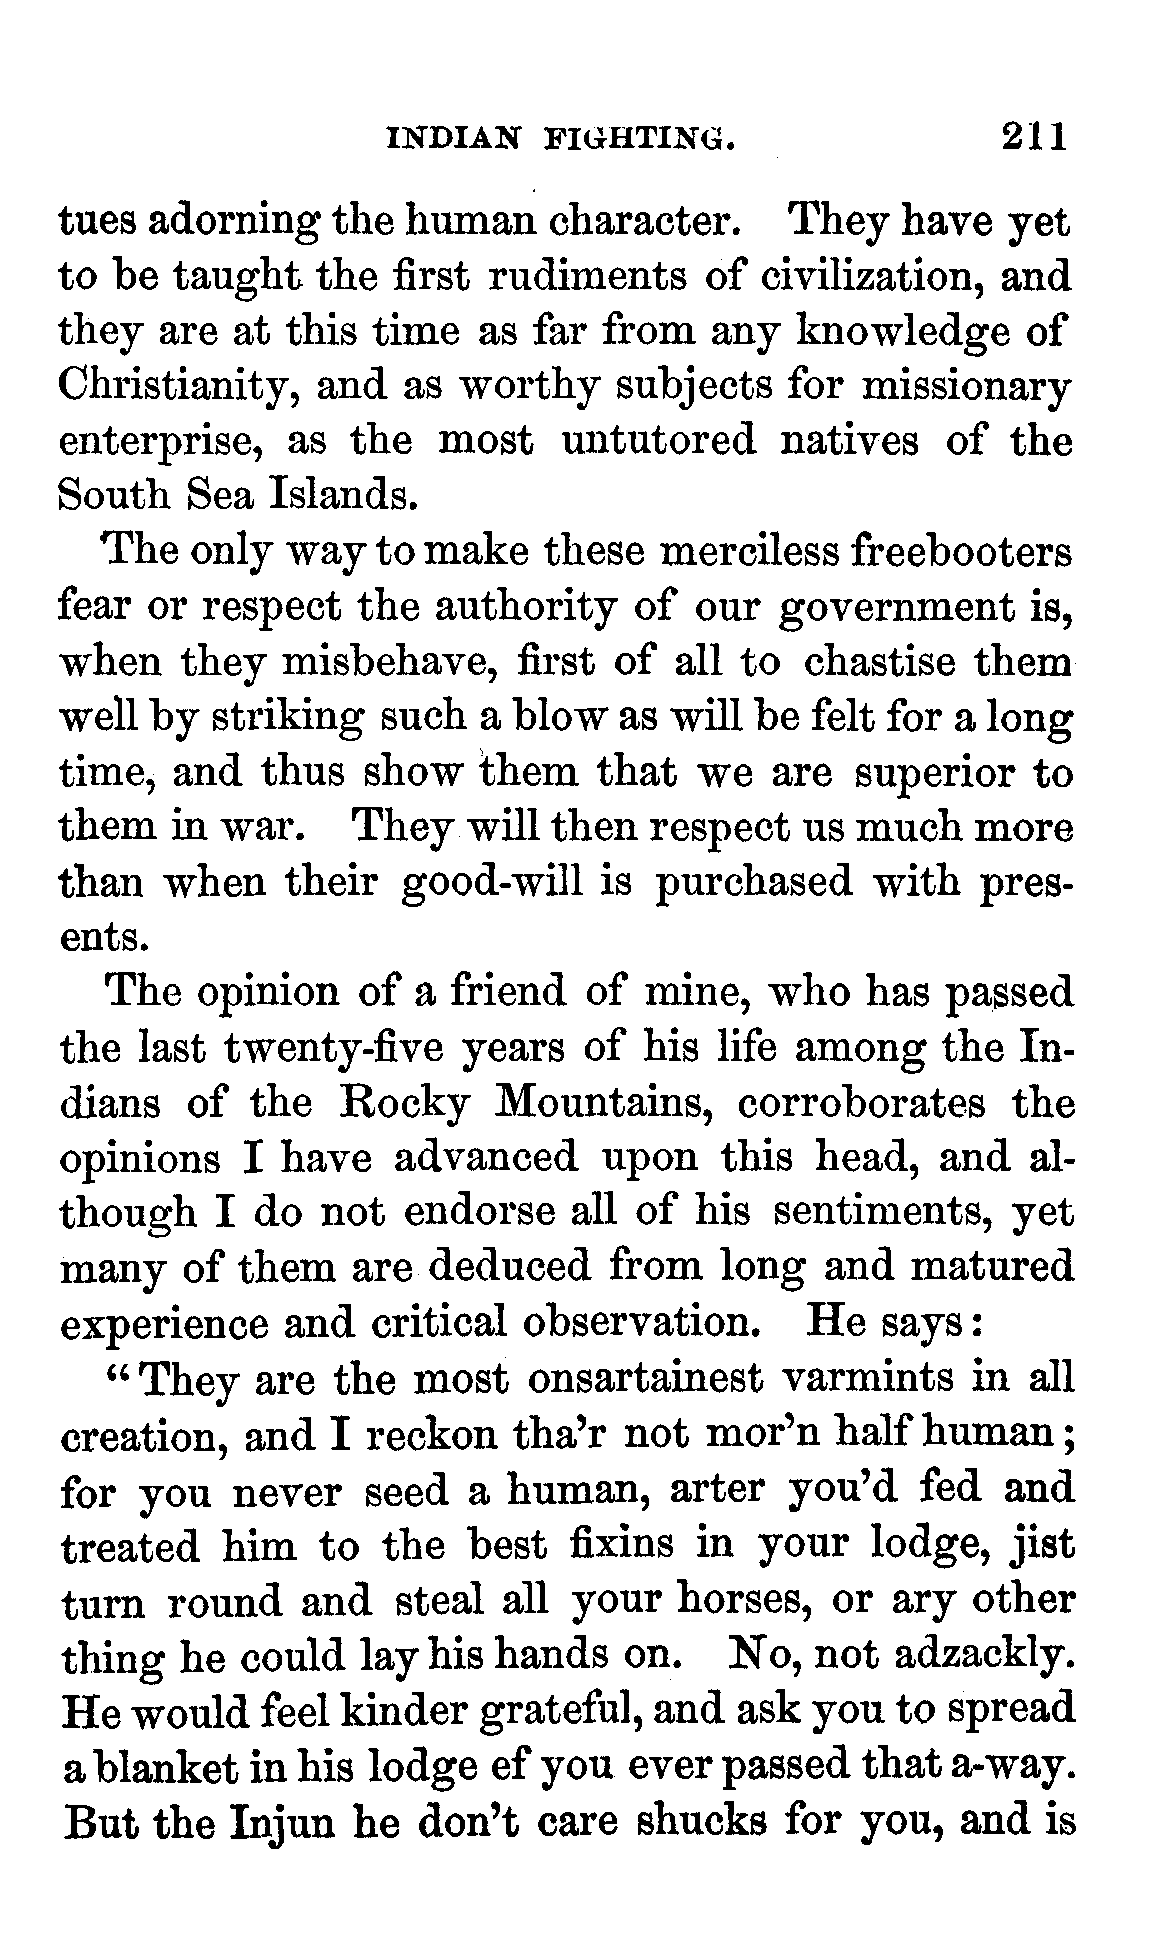 INDIAN FIGHTING. 211
tues adorning the human character. They have yet
to be taught the first rudiments of civilization, and
they are at this time as far from any knowledge of
Christianity, and as worthy subjects for missionary
enterprise, as the most untutored natives of the
South Sea Islands.
The only way to make these merciless freebooters
fear or respect the authority of our government is,
when they misbehave, first of all to chastise them
well by striking such a blow as will be felt for a long
time, and thus show them that we are superior to
them in war. They will then respect us much more
than when their good-will is purchased with pres-
ents.
The opinion of a friend of mine, who has passed
the last twenty-five years of his life among the In-
dians of the Rocky Mountains, corroborates the
opinions I have advanced upon this head, and al-
though I do not endorse all of his sentiments, yet
many of them are deduced from long and matured
experience and critical observation. He says:
“They are the most onsartainest varmints in all
creation, and I reckon tha’r not mor’n half human;
for you never seed a human, arter you’d fed and
treated him to the best fixins in your lodge, jist
turn round and steal all your horses, or ary other
thing he could lay his hands on. No, not adzackly.
He would feel kinder grateful, and ask you to spread
a blanket in his lodge ef you ever passed that a-way.
But the Injun he don’t care shucks for you, and is